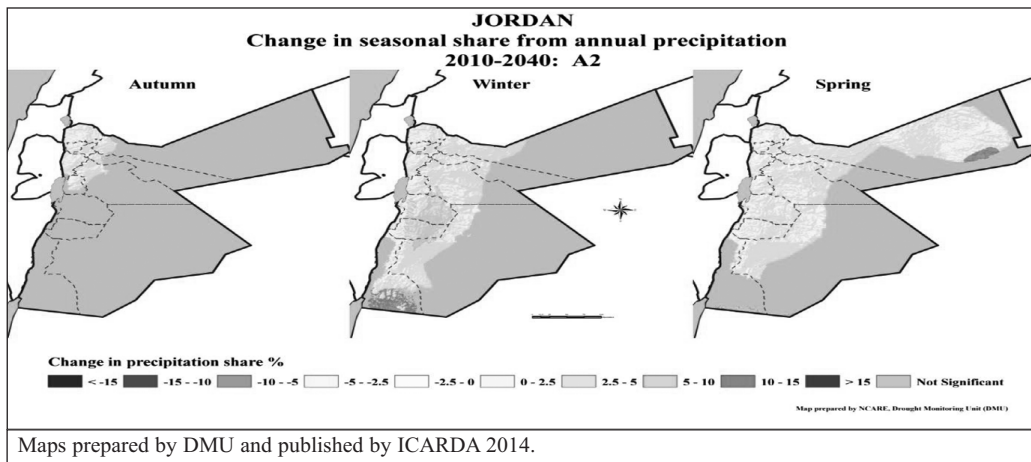 JORDAN
Change in seasonal share from annual precipitation
2010-2040: A2
Autumn
Winter
Spring
Change in precipitation share %
< -15
-15 - -10
-10 - -5
-5 - -2.5
-2.5 - 0
0 - 2.5
2.5 - 5
5 - 10
10 - 15
> 15
Not Significant
Map prepared by NCARE, Drought Monitoring Unit (DMU)
Maps prepared by DMU and published by ICARDA 2014.